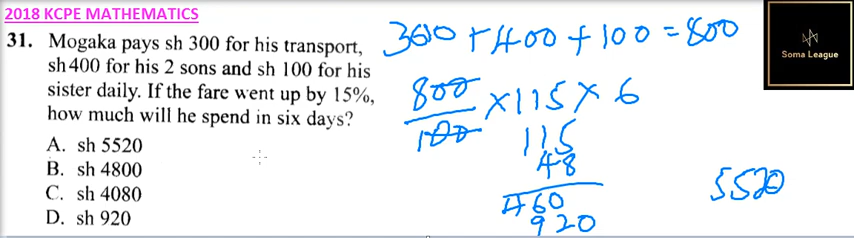 2018 KCPE MATHEMATICS
31. Mogaka pays sh 300 for his transport,
sh 400 for his 2 sons and sh 100 for his
sister daily. If the fare went up by 15%,
how much will he spend in six days?
A. sh 5520
B. sh 4800
C. sh 4080
D. sh 920
300 + 400 + 100 = 800
800/100 × 115 × 6
115
48
460
920
5520
Soma League